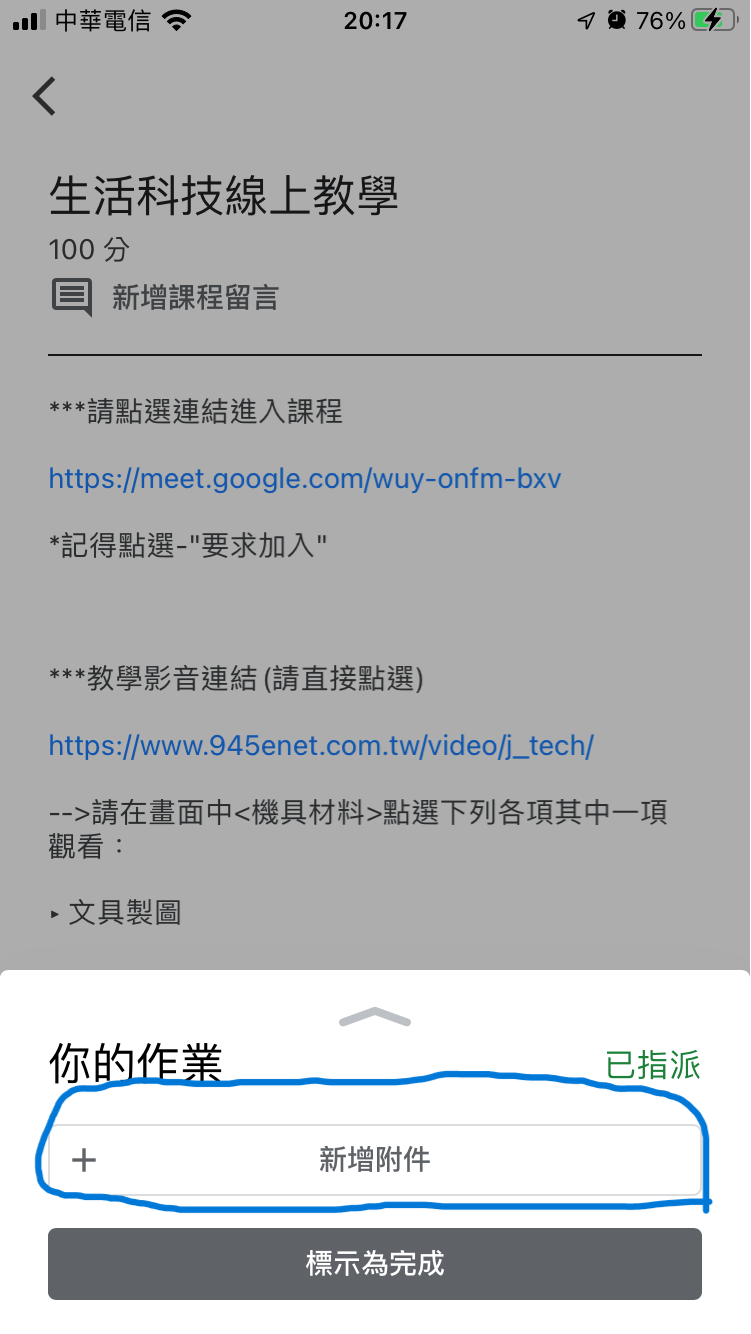 中華電信 20:17 76%
生活科技線上教學
100 分
新增課程留言
***請點選連結進入課程
https://meet.google.com/wuy-onfm-bxv
*記得點選-"要求加入"
***教學影音連結(請直接點選)
https://www.945enet.com.tw/video/j_tech/
-->請在畫面中<機具材料>點選下列各項其中一項
觀看：
▸ 文具製圖
你的作業 已指派
+ 新增附件
標示為完成